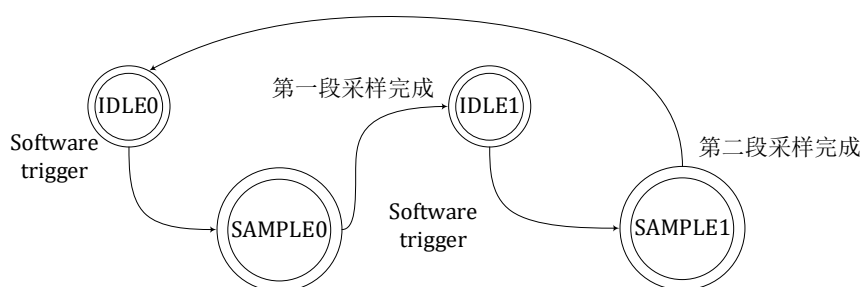 IDLE0
第一段采样完成
IDLE1
Software
trigger
第二段采样完成
SAMPLE0
Software
trigger
SAMPLE1